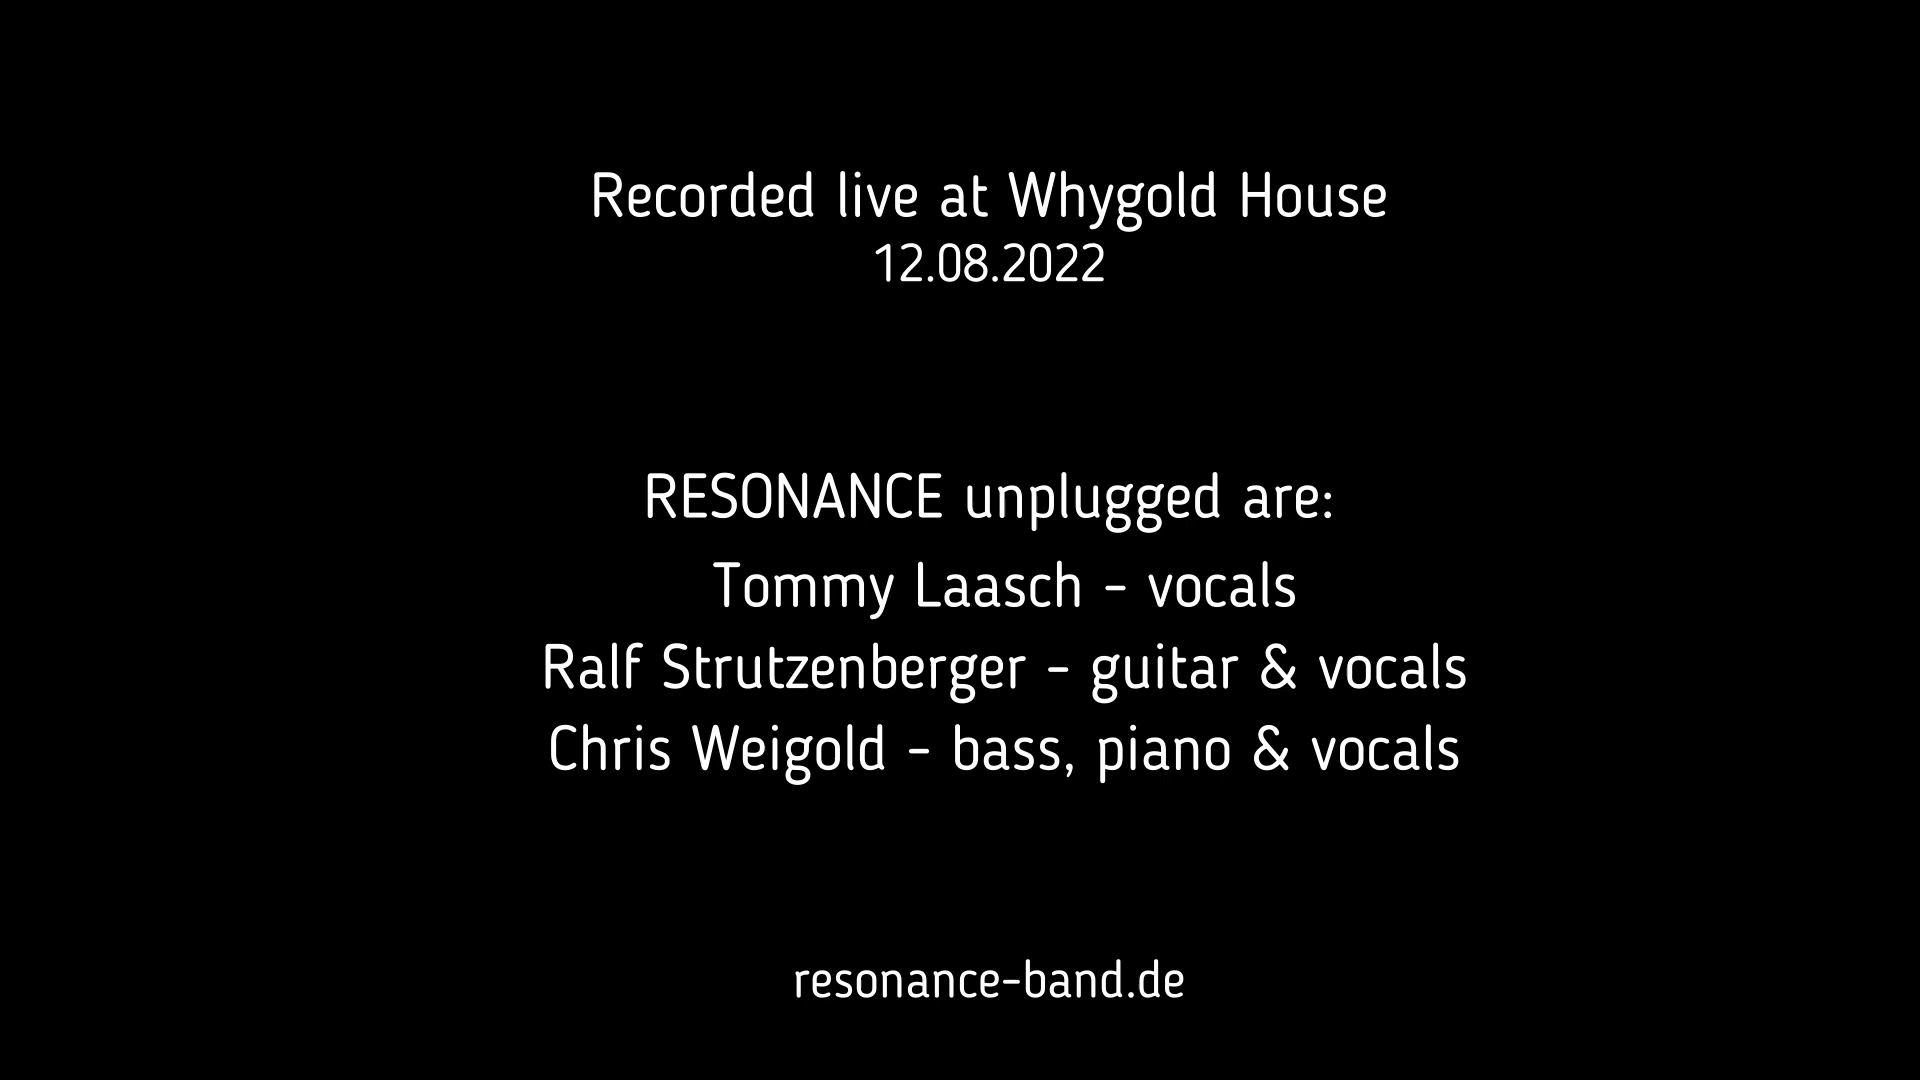 Recorded live at Whygold House
12.08.2022
RESONANCE unplugged are:
Tommy Laasch - vocals
Ralf Strutzenberger - guitar & vocals
Chris Weigold - bass, piano & vocals
resonance-band.de